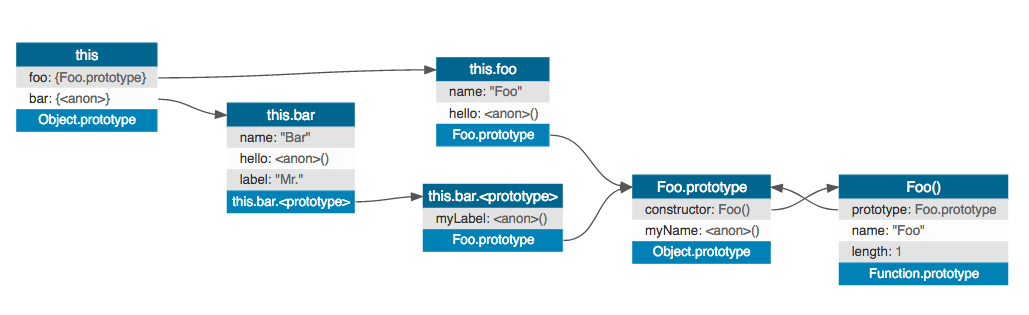 this
foo: {Foo.prototype}
bar: {<anon>}
Object.prototype
this.bar
name: "Bar"
hello: <anon>()
label: "Mr."
this.bar.<prototype>
this.foo
name: "Foo"
hello: <anon>()
Foo.prototype
this.bar.<prototype>
myLabel: <anon>()
Foo.prototype
Foo.prototype
constructor: Foo()
myName: <anon>()
Object.prototype
Foo()
prototype: Foo.prototype
name: "Foo"
length: 1
Function.prototype